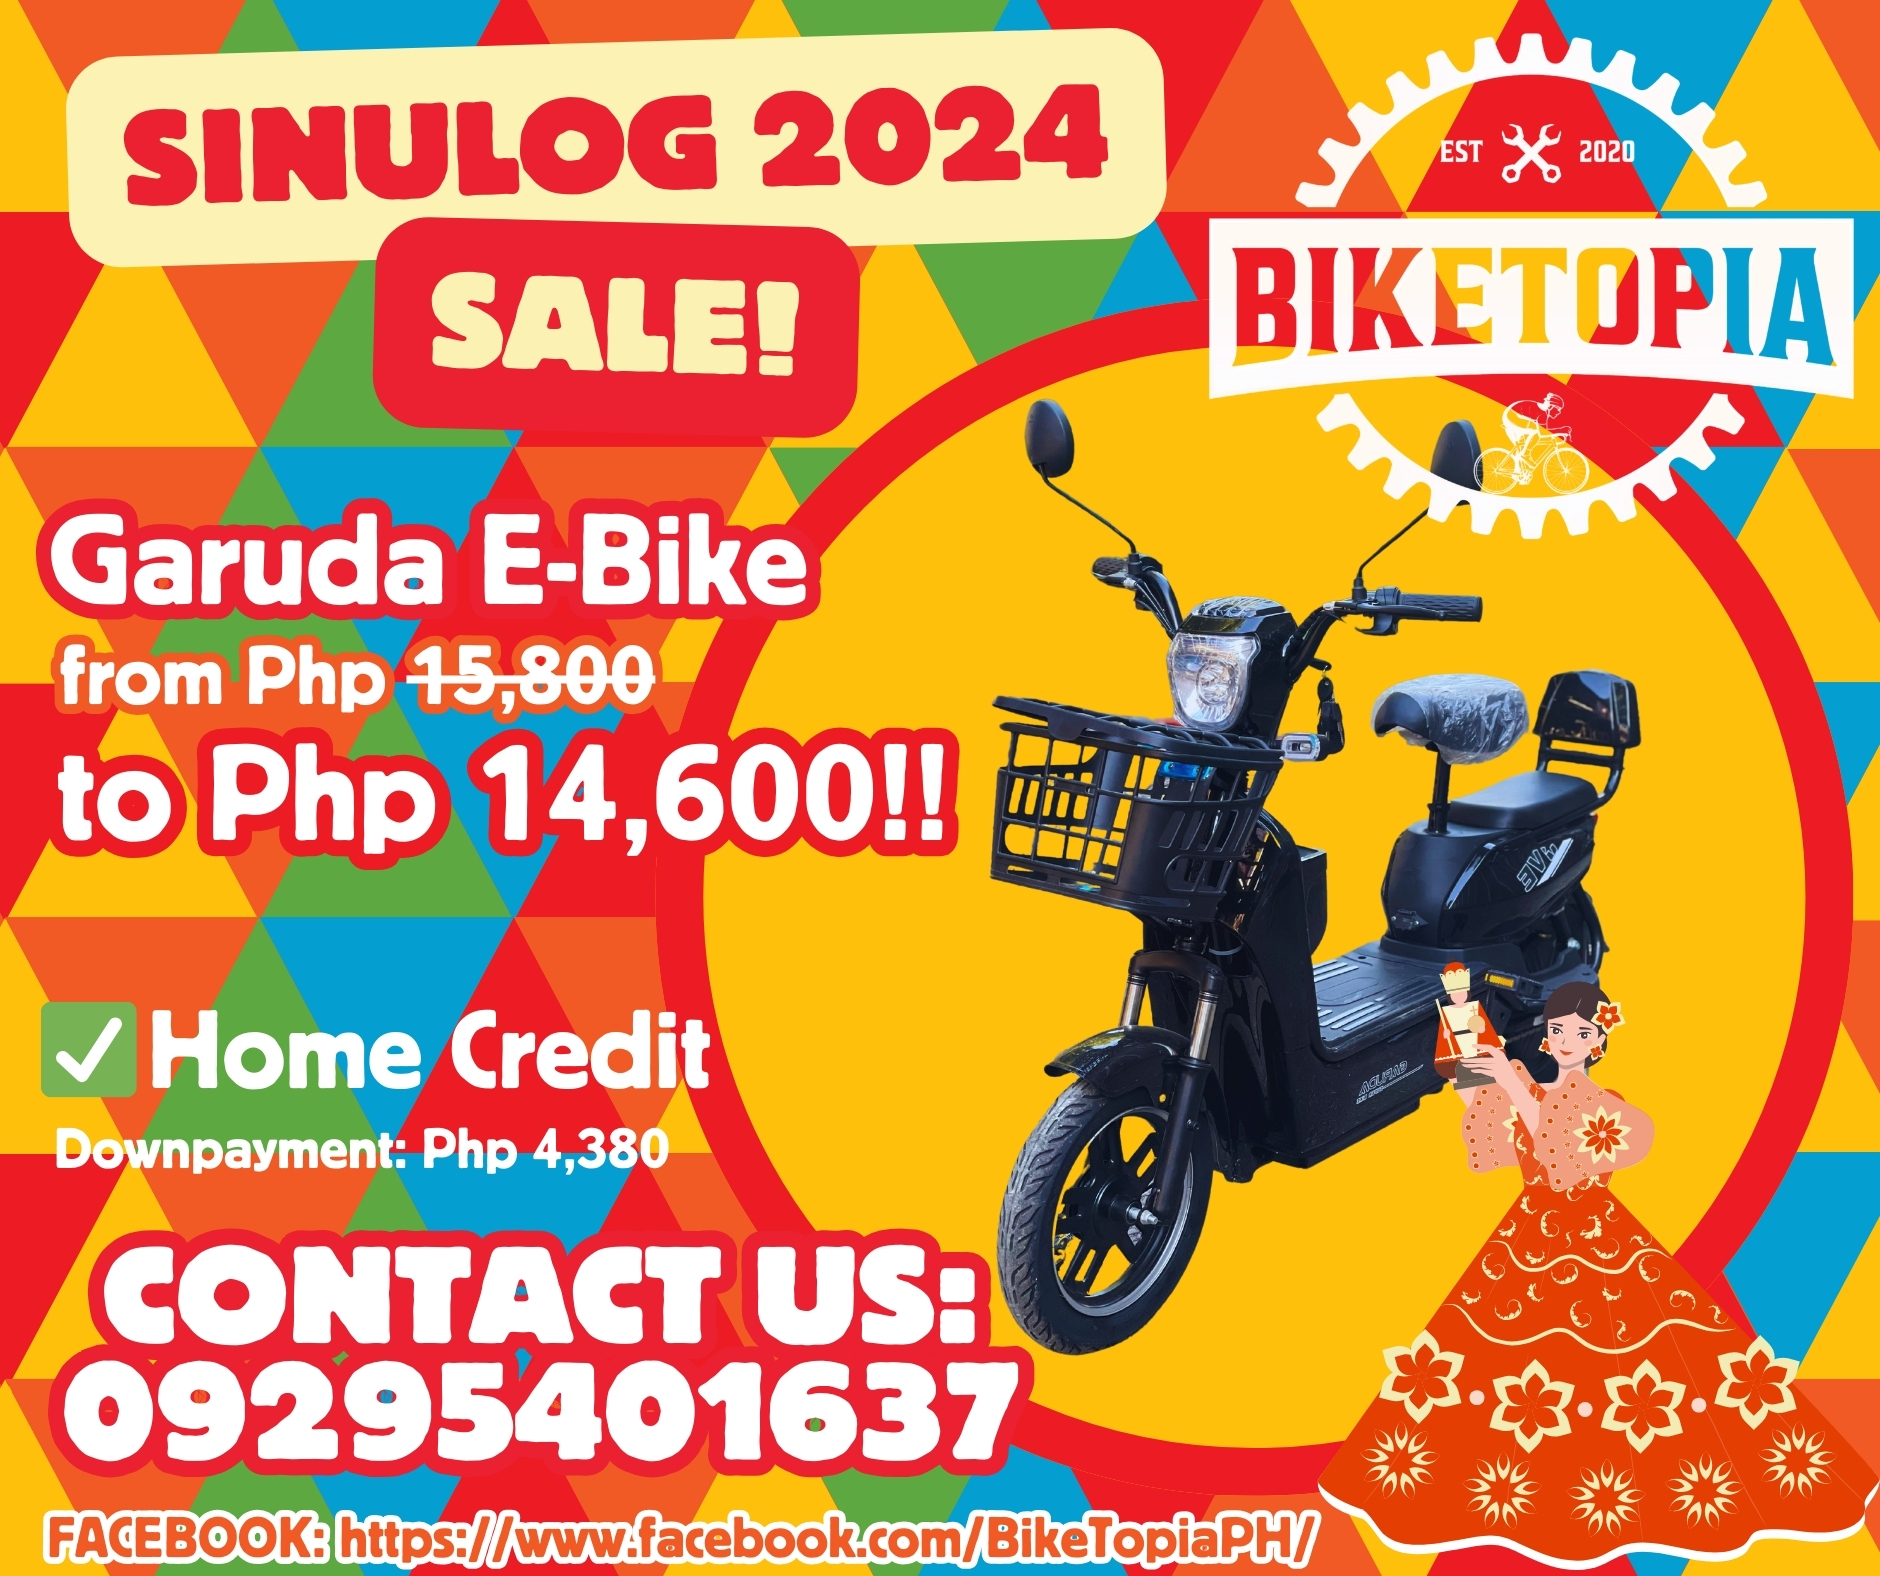 SINULOG 2024
SALE!
EST 2020
BIKETOPIA
Garuda E-Bike
from Php 15,800
to Php 14,600!!
Home Credit
Downpayment: Php 4,380
CONTACT US:
09295401637
FACEBOOK: https://www.facebook.com/BikeTopiaPH/